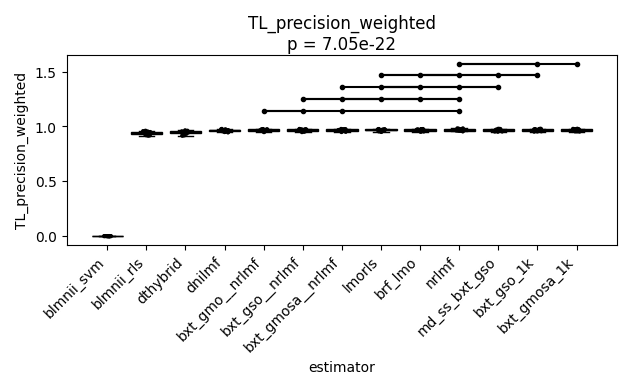 TL_precision_weighted
p = 7.05e-22
TL_precision_weighted
1.5
1.0
0.5
0.0
blmnii_svm
blmnii_rls
dthybrid
dnilmf
bxt_gmo__nrlmf
bxt_gso__nrlmf
bxt_gmosa__nrlmf
lmorls
brf_lmo
nrlmf
md_ss_bxt_gso
bxt_gso_1k
bxt_gmosa_1k
estimator